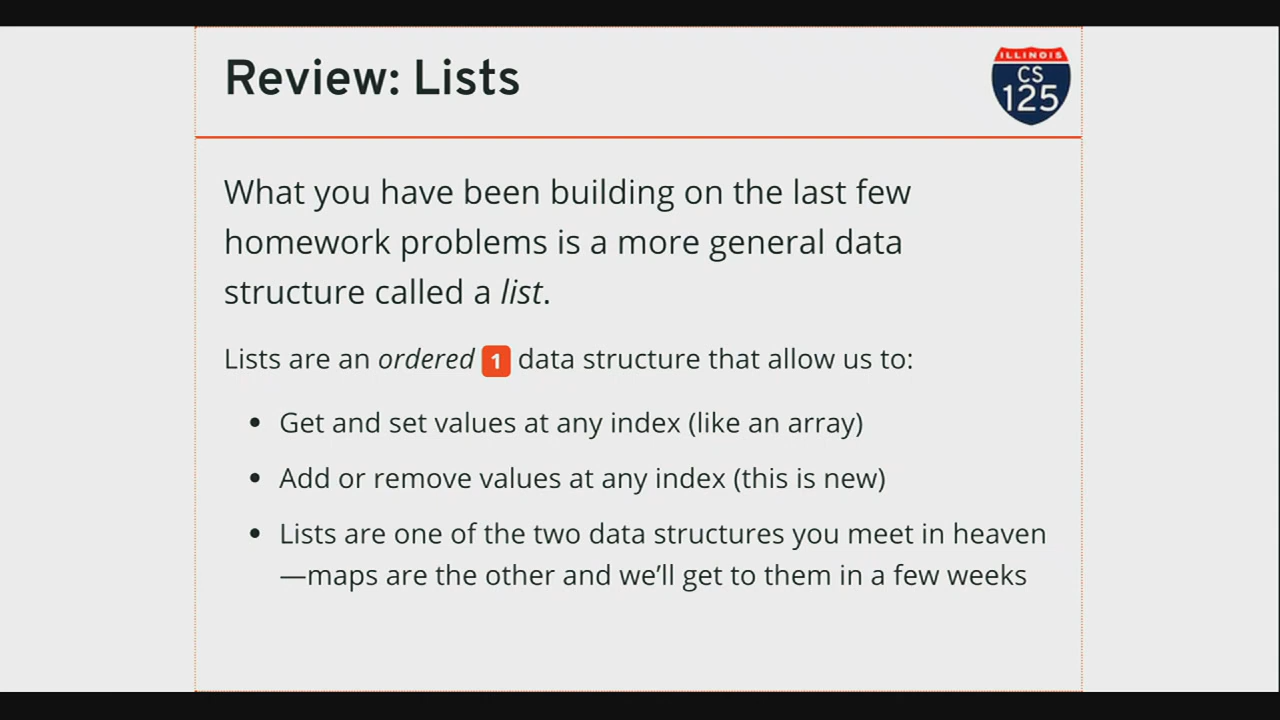 Review: Lists
ILLINOIS
CS
125
What you have been building on the last few
homework problems is a more general data
structure called a list.
Lists are an ordered 1 data structure that allow us to:
• Get and set values at any index (like an array)
• Add or remove values at any index (this is new)
• Lists are one of the two data structures you meet in heaven
—maps are the other and we’ll get to them in a few weeks